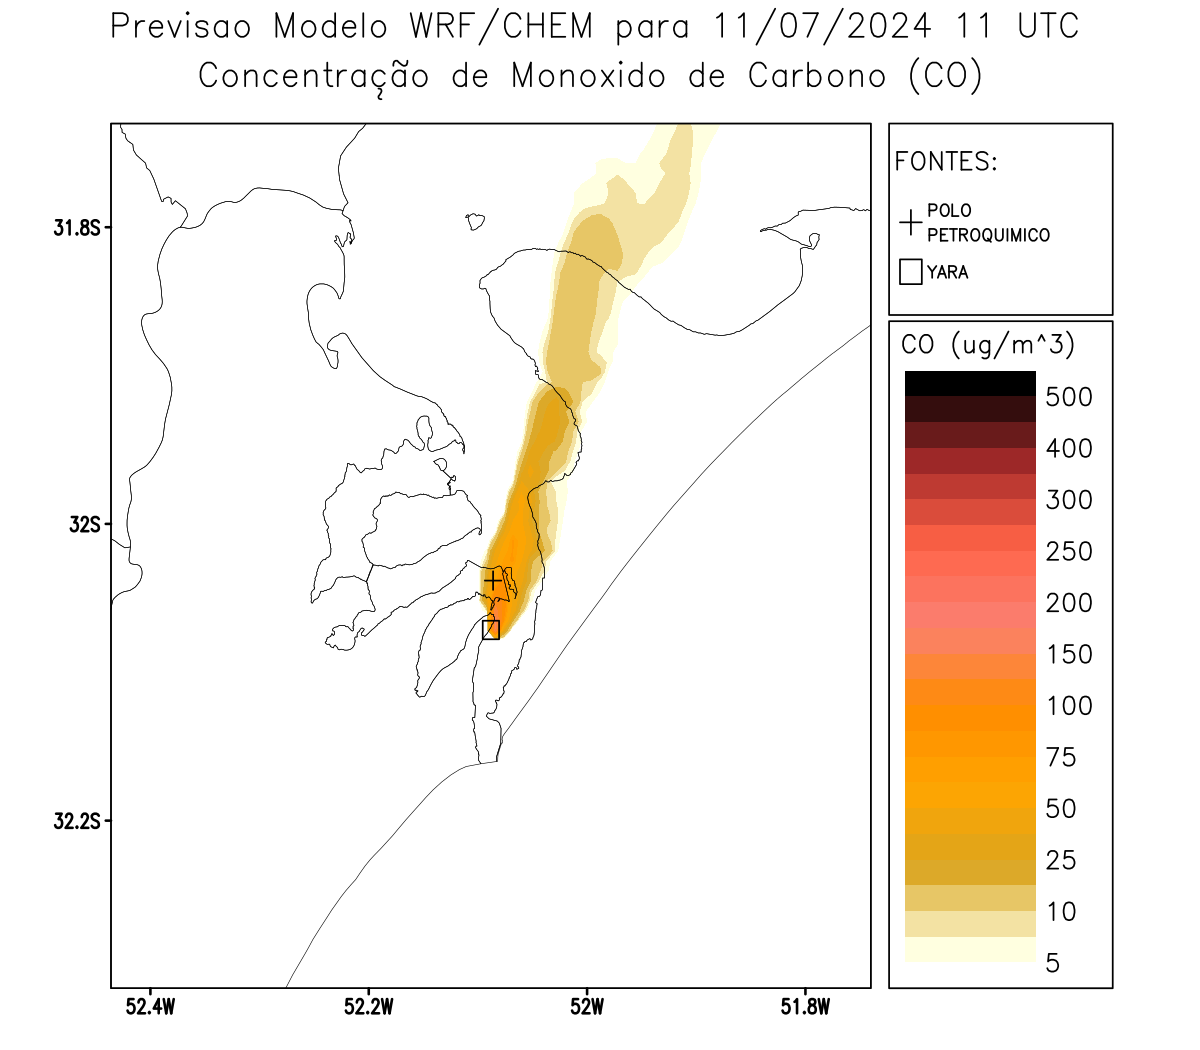 Previsao Modelo WRF/CHEM para 11/07/2024 11 UTC
Concentração de Monoxido de Carbono (CO)
FONTES:
POLO
PETROQUIMICO
YARA
CO (ug/m^3)
500
400
300
250
200
150
100
75
50
25
10
5
31.8S
32S
32.2S
52.4W
52.2W
52W
51.8W